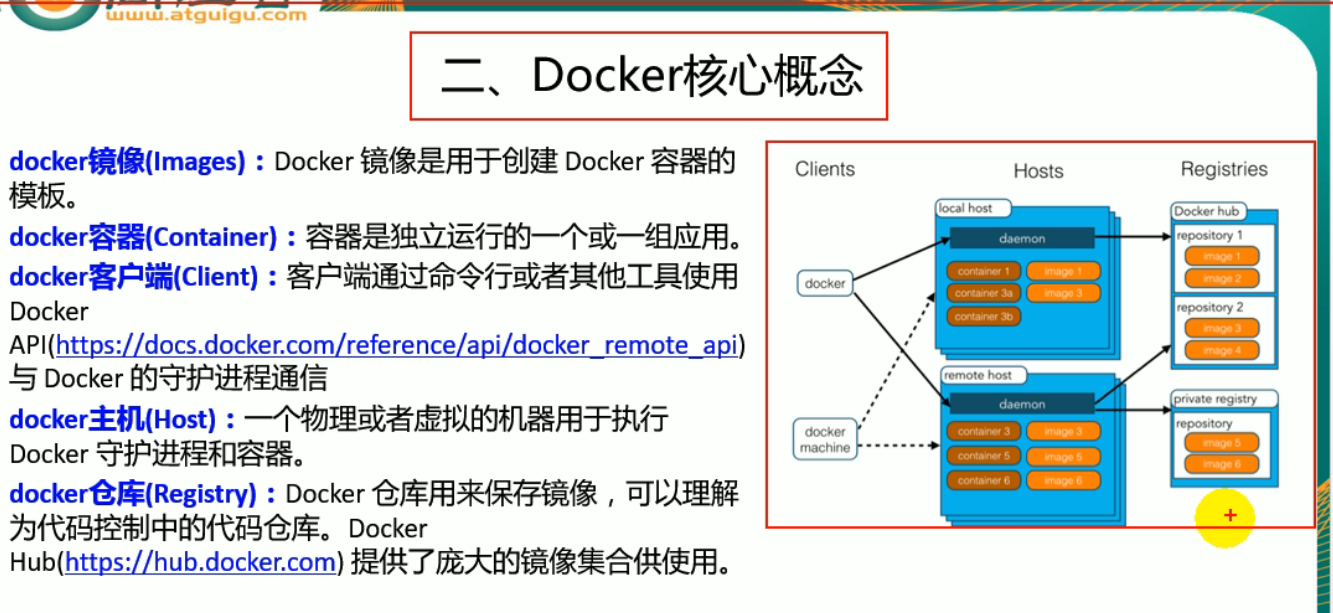 www.atguigu.com
二、Docker核心概念
docker镜像(Images)：Docker 镜像是用于创建 Docker 容器的
模板。
docker容器(Container)：容器是独立运行的一个或一组应用。
docker客户端(Client)：客户端通过命令行或者其他工具使用
Docker
API(https://docs.docker.com/reference/api/docker_remote_api)
与 Docker 的守护进程通信
docker主机(Host)：一个物理或者虚拟的机器用于执行
Docker 守护进程和容器。
docker仓库(Registry)：Docker 仓库用来保存镜像，可以理解
为代码控制中的代码仓库。Docker
Hub(https://hub.docker.com) 提供了庞大的镜像集合供使用。
Clients
Hosts
Registries
docker
docker
machine
local host
daemon
container 1
image 1
container 3a
image 3
container 3b
remote host
daemon
container 3
image 3
container 5
image 5
container 6
image 6
Docker hub
repository 1
image 1
image 2
repository 2
image 3
image 4
private registry
repository
image 5
image 6